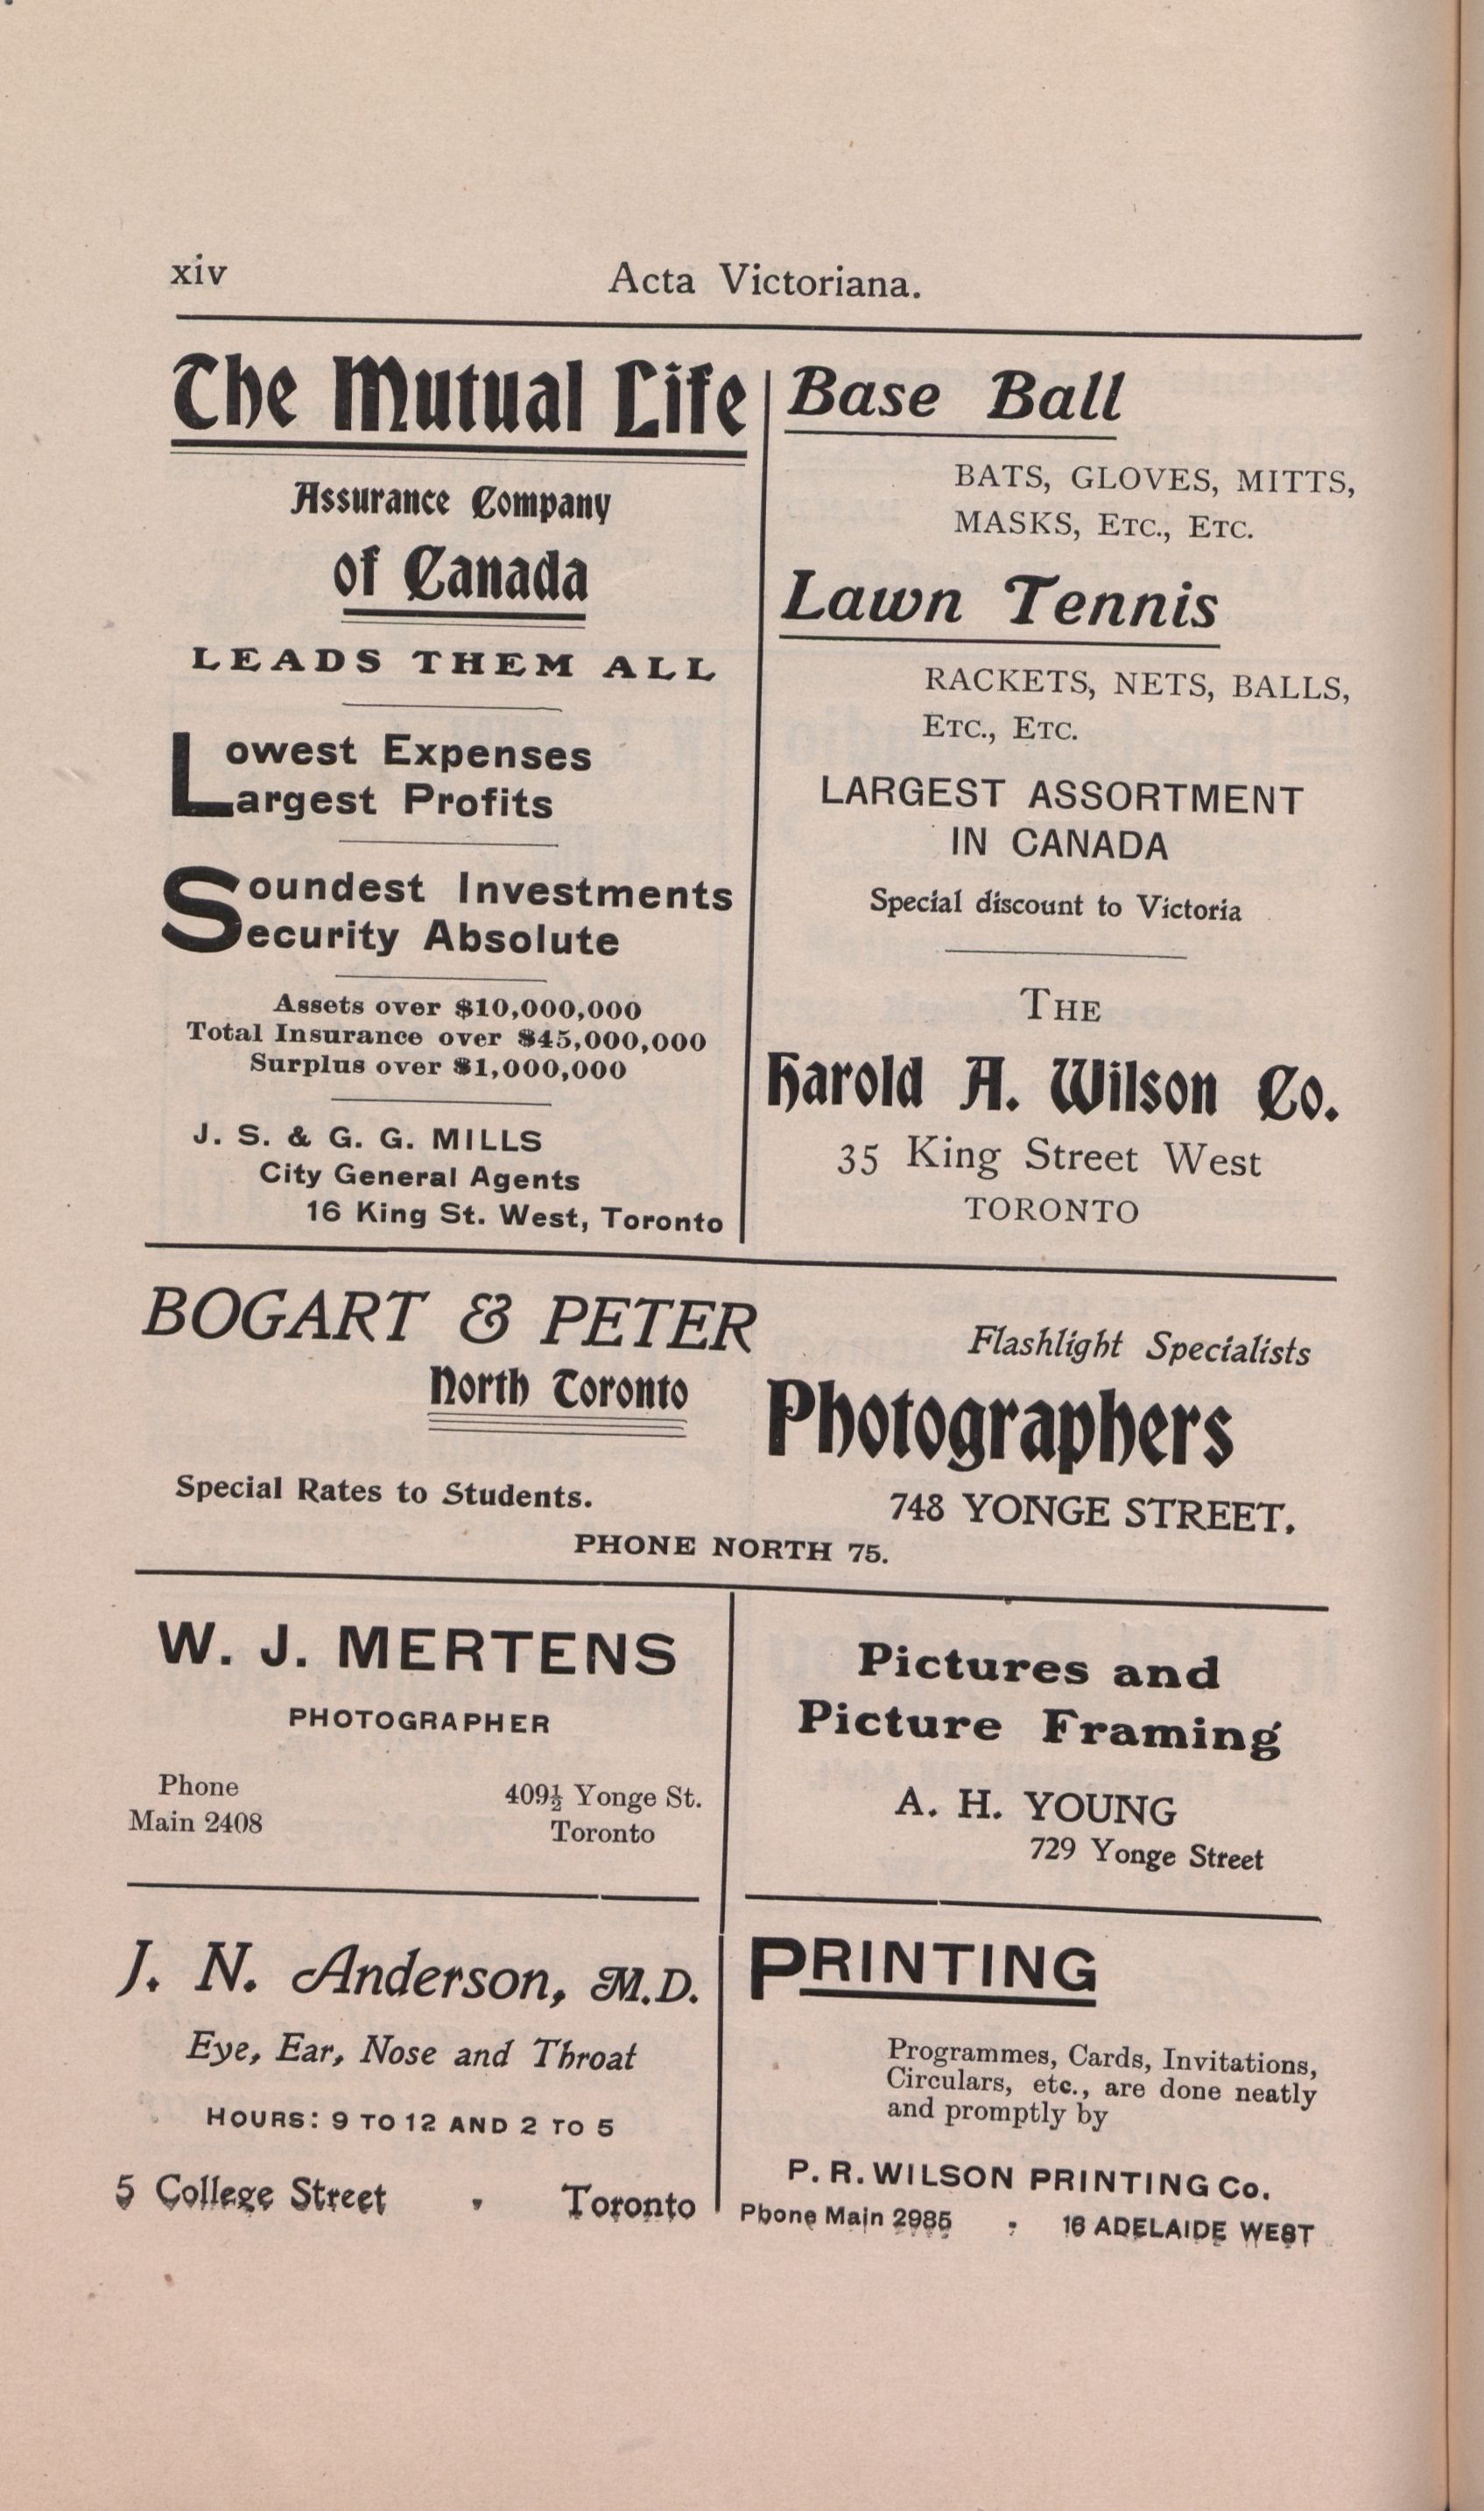 xiv
Acta Victoriana.
The Mutual Life
Assurance Company
of Canada
LEADS THEM ALL
Lowest Expenses
Largest Profits
Soundest Investments
Security Absolute
Assets over $10,000,000
Total Insurance over $45,000,000
Surplus over $1,000,000
J. S. & G. G. MILLS
City General Agents
16 King St. West, Toronto
Base Ball
BATS, GLOVES, MITTS,
MASKS, ETC., ETC.
Lawn Tennis
RACKETS, NETS, BALLS,
ETC., ETC.
LARGEST ASSORTMENT
IN CANADA
Special discount to Victoria
THE
Harold A. Wilson Co.
35 King Street West
TORONTO
BOGART & PETER
North Toronto
Special Rates to Students.
Flashlight Specialists
Photographers
748 YONGE STREET.
PHONE NORTH 75.
W. J. MERTENS
PHOTOGRAPHER
Phone
Main 2408
409½ Yonge St.
Toronto
Pictures and
Picture Framing
A. H. YOUNG
729 Yonge Street
J. N. Anderson, M.D.
Eye, Ear, Nose and Throat
HOURS: 9 TO 12 AND 2 TO 5
5 College Street - Toronto
PRINTING
Programmes, Cards, Invitations,
Circulars, etc., are done neatly
and promptly by
P. R. WILSON PRINTING Co.
Phone Main 2985 - 16 ADELAIDE WEST